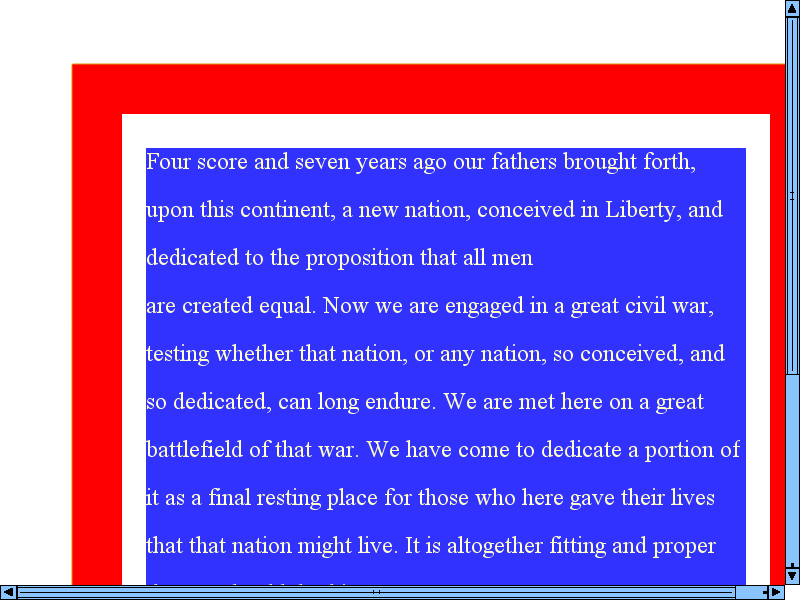 Four score and seven years ago our fathers brought forth,
upon this continent, a new nation, conceived in Liberty, and
dedicated to the proposition that all men
are created equal. Now we are engaged in a great civil war,
testing whether that nation, or any nation, so conceived, and
so dedicated, can long endure. We are met here on a great
battlefield of that war. We have come to dedicate a portion of
it as a final resting place for those who here gave their lives
that that nation might live. It is altogether fitting and proper